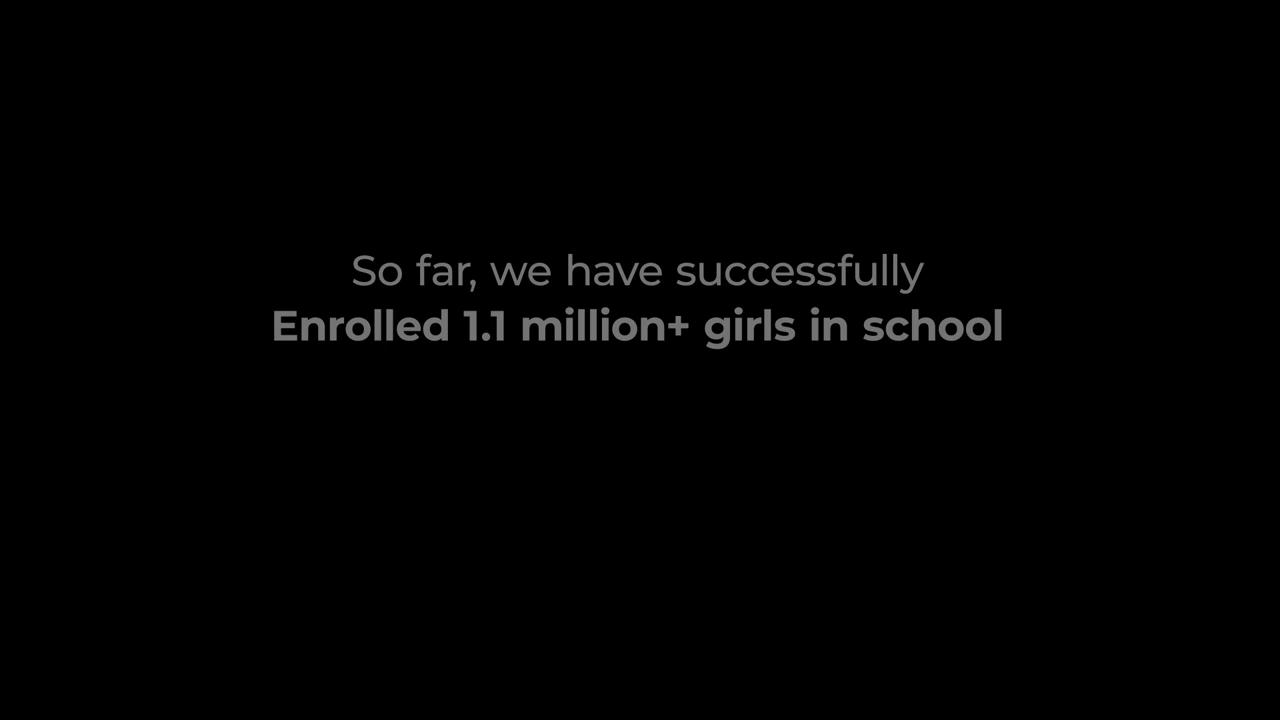 So far, we have successfully
Enrolled 1.1 million+ girls in school